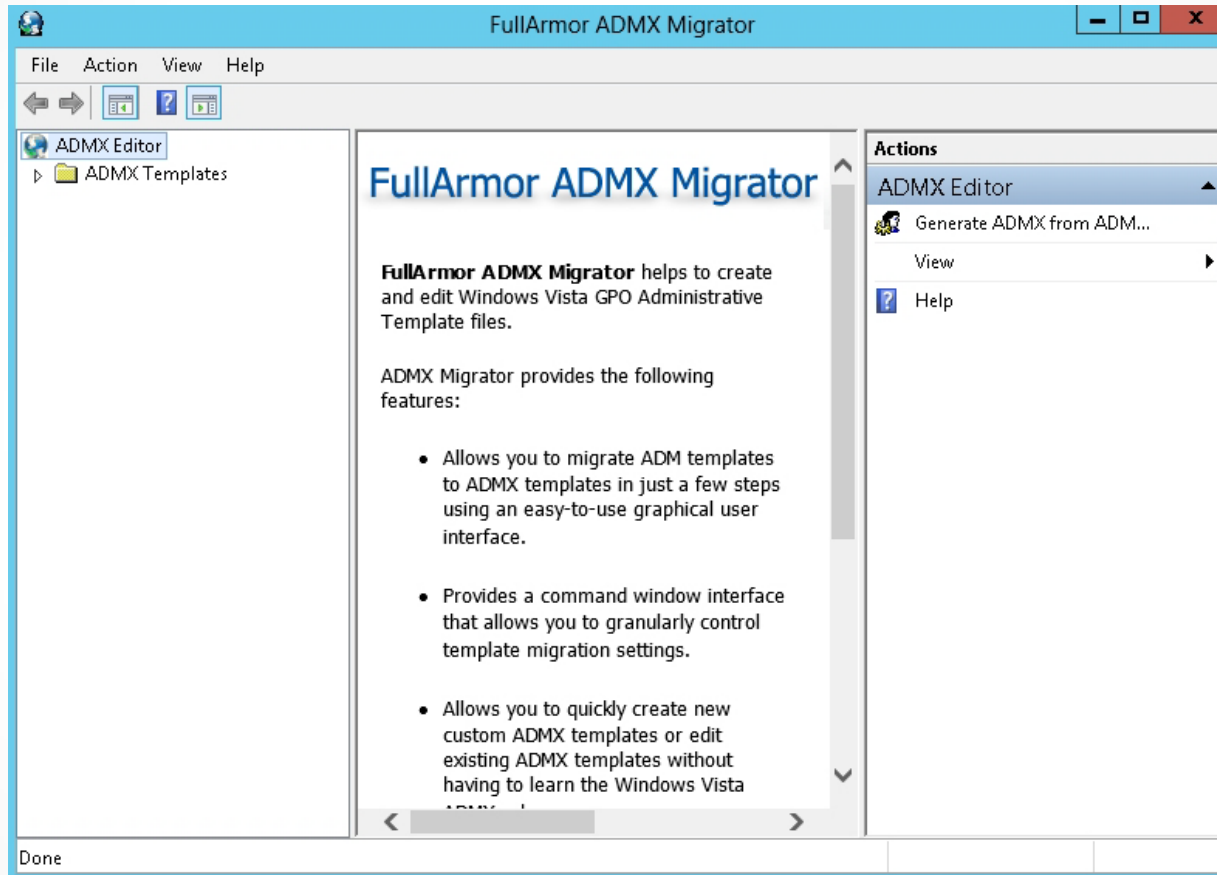 FullArmor ADMX Migrator
File Action View Help
ADMX Editor
ADMX Templates
FullArmor ADMX Migrator
FullArmor ADMX Migrator helps to create
and edit Windows Vista GPO Administrative
Template files.
ADMX Migrator provides the following
features:
• Allows you to migrate ADM templates
to ADMX templates in just a few steps
using an easy-to-use graphical user
interface.
• Provides a command window interface
that allows you to granularly control
template migration settings.
• Allows you to quickly create new
custom ADMX templates or edit
existing ADMX templates without
having to learn the Windows Vista
Actions
ADMX Editor
Generate ADMX from ADM...
View
Help
Done